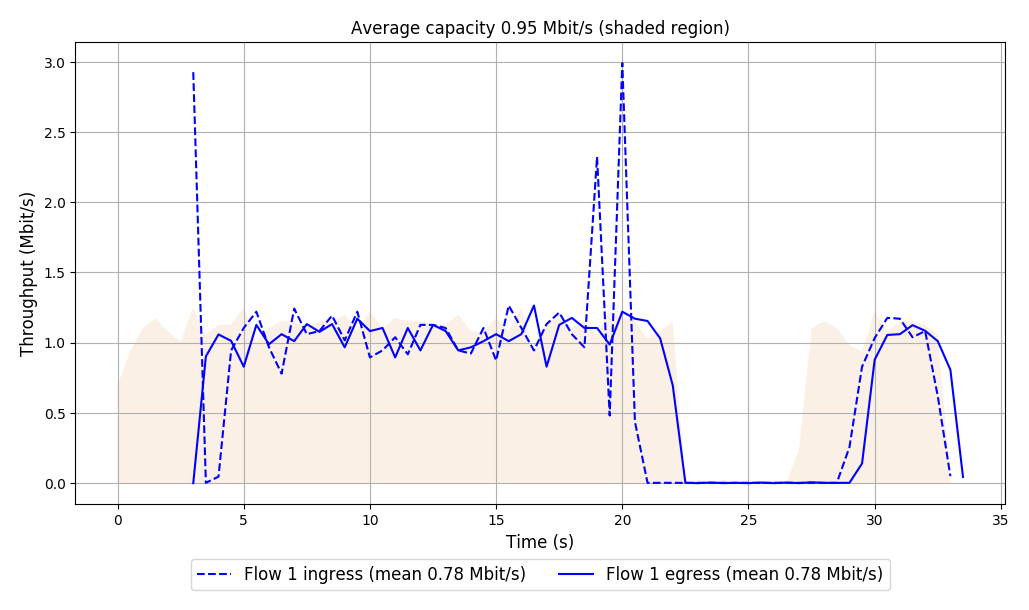 Average capacity 0.95 Mbit/s (shaded region)
3.0
2.5
2.0
1.5
1.0
0.5
0.0
Throughput (Mbit/s)
0 5 10 15 20 25 30 35
Time (s)
Flow 1 ingress (mean 0.78 Mbit/s) Flow 1 egress (mean 0.78 Mbit/s)